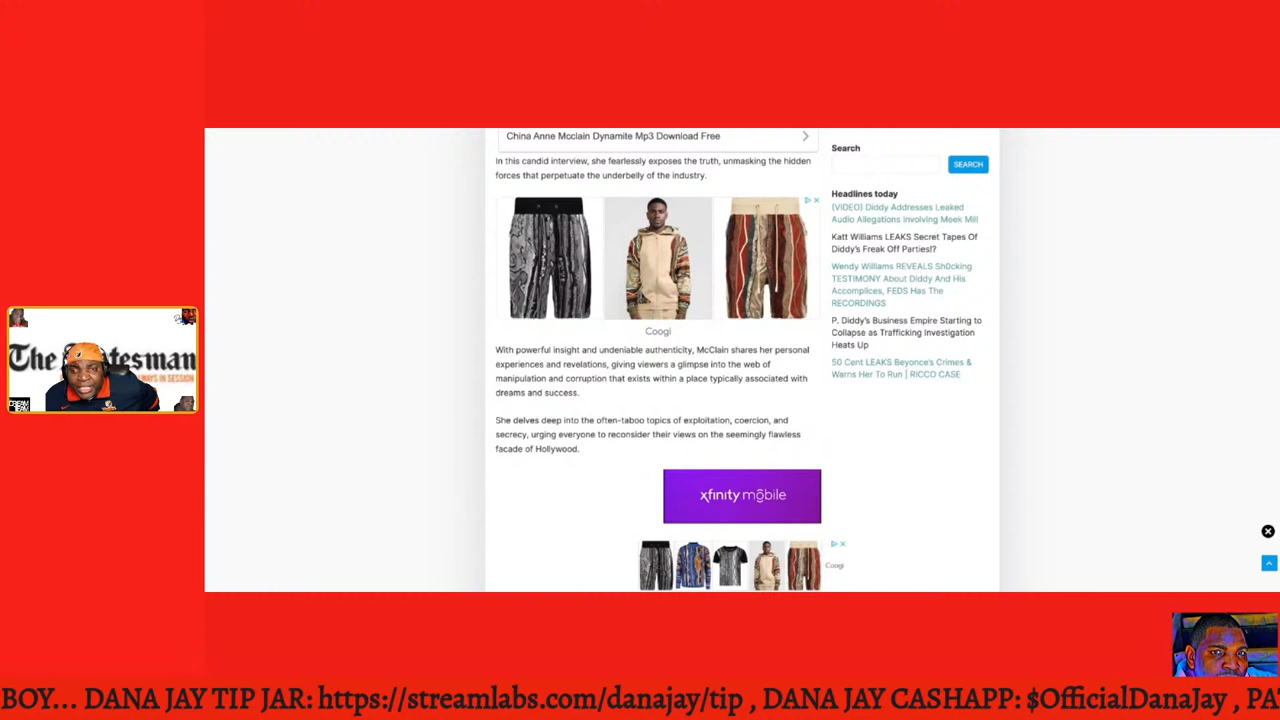 China Anne Mcclain Dynamite Mp3 Download Free
In this candid interview, she fearlessly exposes the truth, unmasking the hidden
forces that perpetuate the underbelly of the industry.
Coogi
With powerful insight and undeniable authenticity, McClain shares her personal
experiences and revelations, giving viewers a glimpse into the web of
manipulation and corruption that exists within a place typically associated with
dreams and success.
She delves deep into the often-taboo topics of exploitation, coercion, and
secrecy, urging everyone to reconsider their views on the seemingly flawless
facade of Hollywood.
xfinity mobile
Coogi
Search
SEARCH
Headlines today
(VIDEO) Diddy Addresses Leaked
Audio Allegations Involving Meek Mill
Katt Williams LEAKS Secret Tapes Of
Diddy's Freak Off Parties!?
Wendy Williams REVEALS Sh0cking
TESTIMONY About Diddy And His
Accomplices, FEDS Has The
RECORDINGS
P. Diddy's Business Empire Starting to
Collapse as Trafficking Investigation
Heats Up
50 Cent LEAKS Beyonce's Crimes &
Warns Her To Run | RICCO CASE
The
tesman
WAYS IN SESSION
BOY... DANA JAY TIP JAR: https://streamlabs.com/danajay/tip , DANA JAY CASHAPP: $OfficialDanaJay , PA